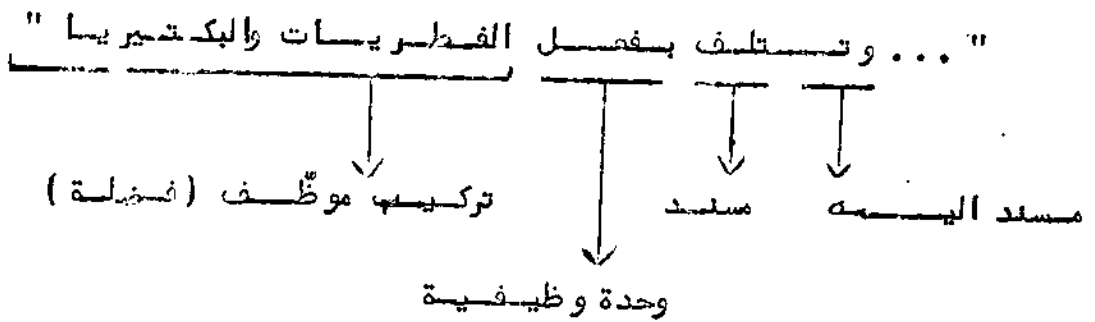 "... وتستلف بفصل الفطريات والبكتيريا"
مسند اليه مسند تركيب موظّف (فضلة)
وحدة وظيفية